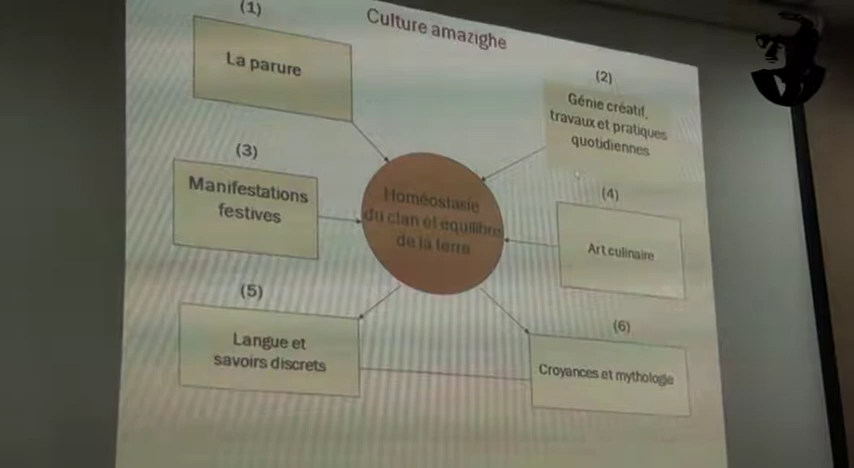 Culture amazighe
(1)
La parure
(2)
Génie créatif,
travaux et pratiques
quotidiennes
(3)
Manifestations
festives
Homéostasie
du clan et équilibre
de la terre
(4)
Art culinaire
(5)
Langue et
savoirs discrets
(6)
Croyances et mythologie